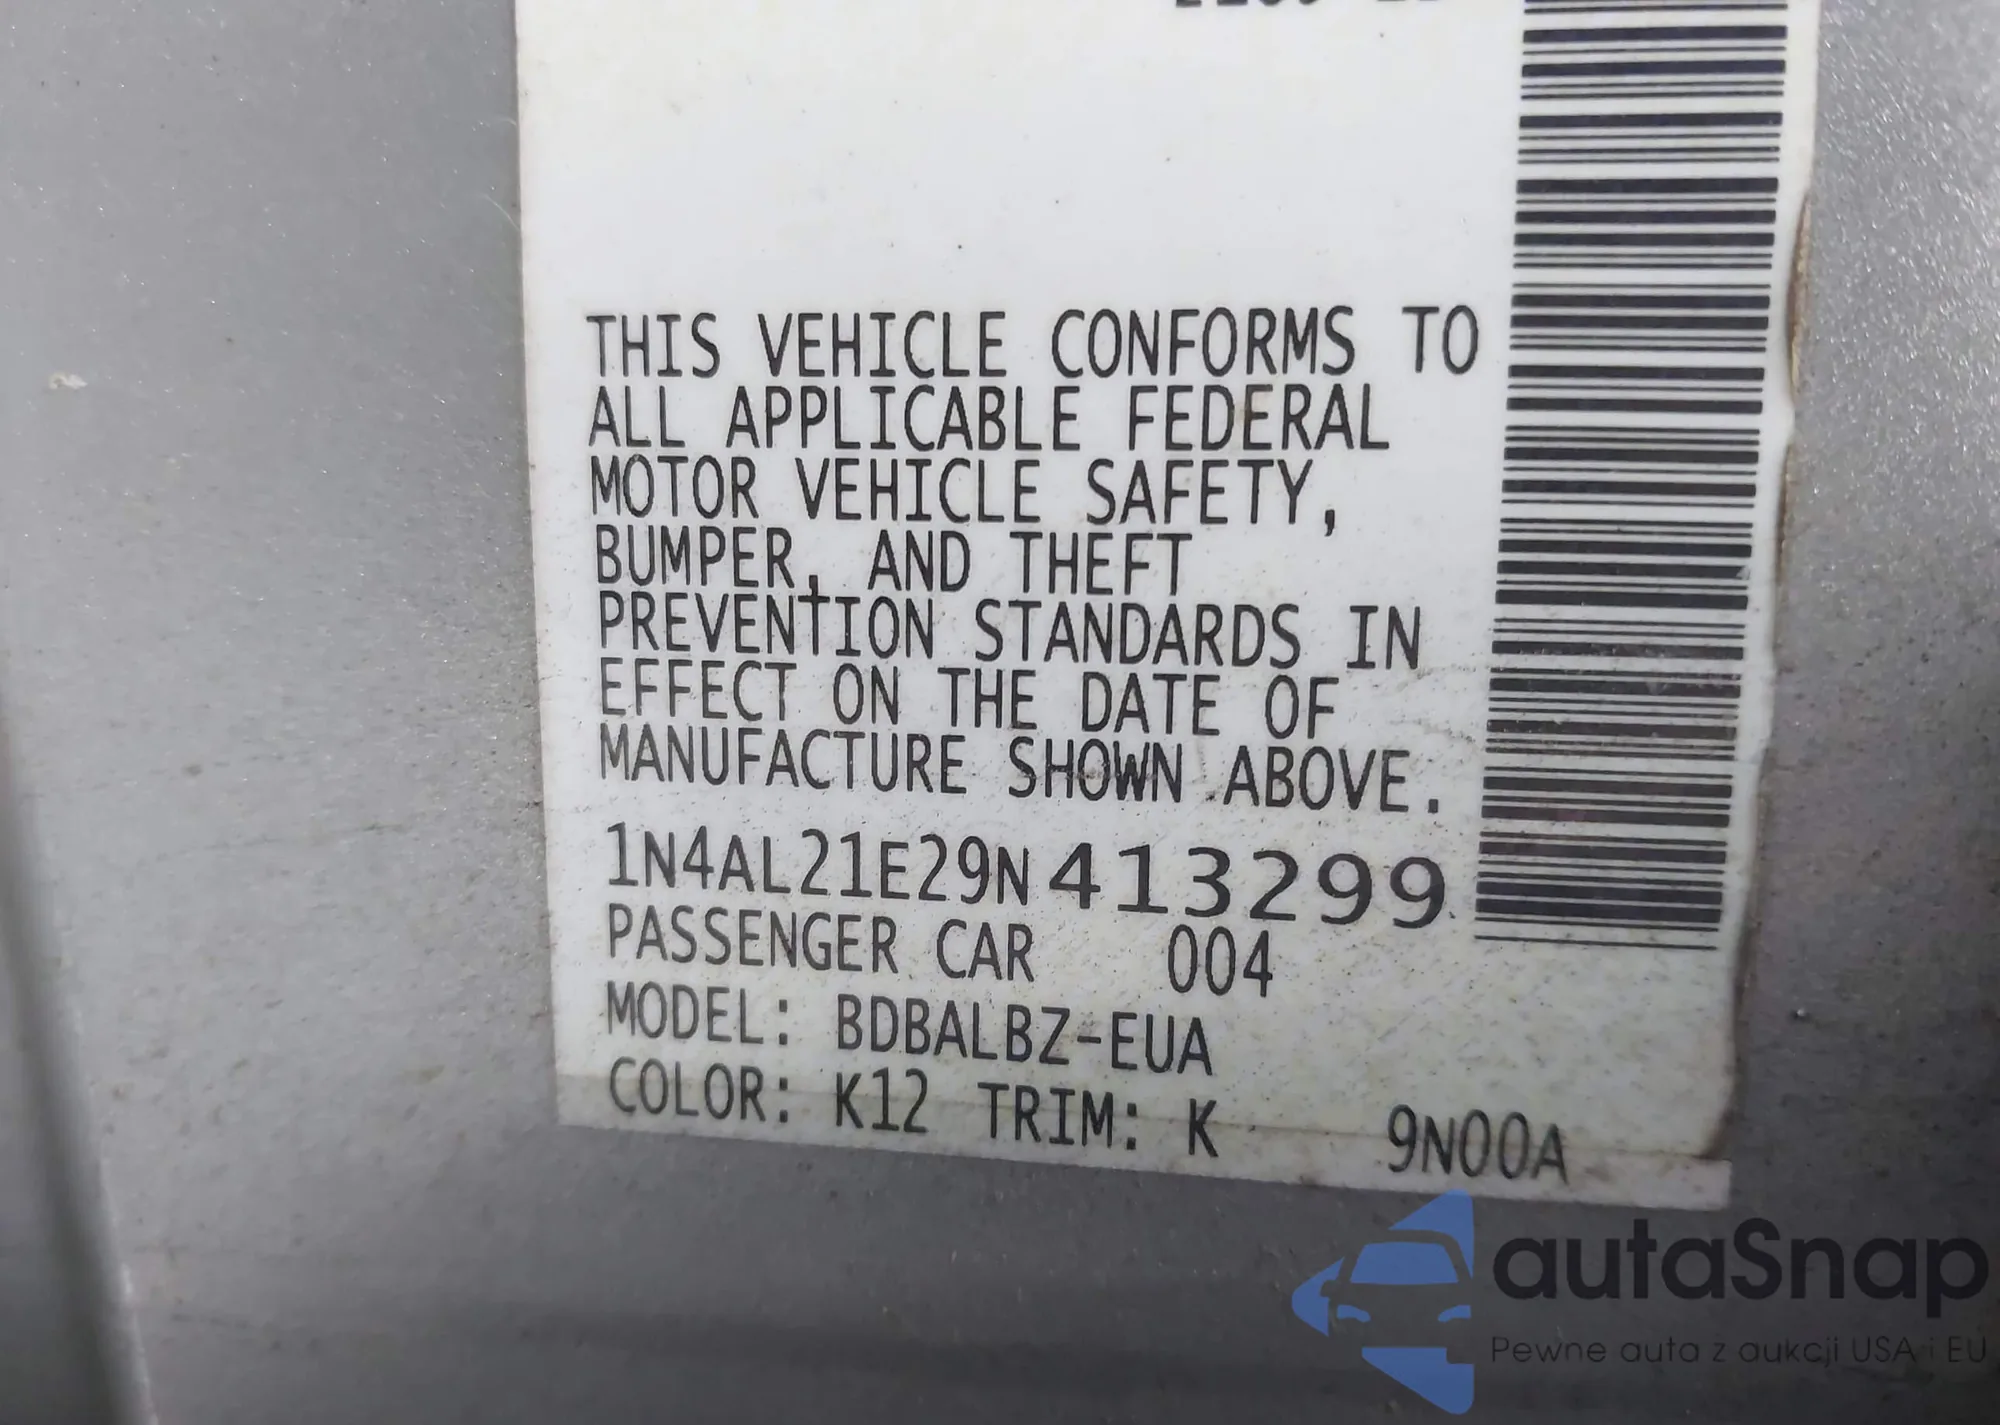 THIS VEHICLE CONFORMS TO
ALL APPLICABLE FEDERAL
MOTOR VEHICLE SAFETY,
BUMPER, AND THEFT
PREVENTION STANDARDS IN
EFFECT ON THE DATE OF
MANUFACTURE SHOWN ABOVE.
1N4AL21E29N413299
PASSENGER CAR 004
MODEL: BDBALBZ-EUA
COLOR: K12 TRIM: K 9N00A
autaSnap
Pewne auta z aukcji USA i EU